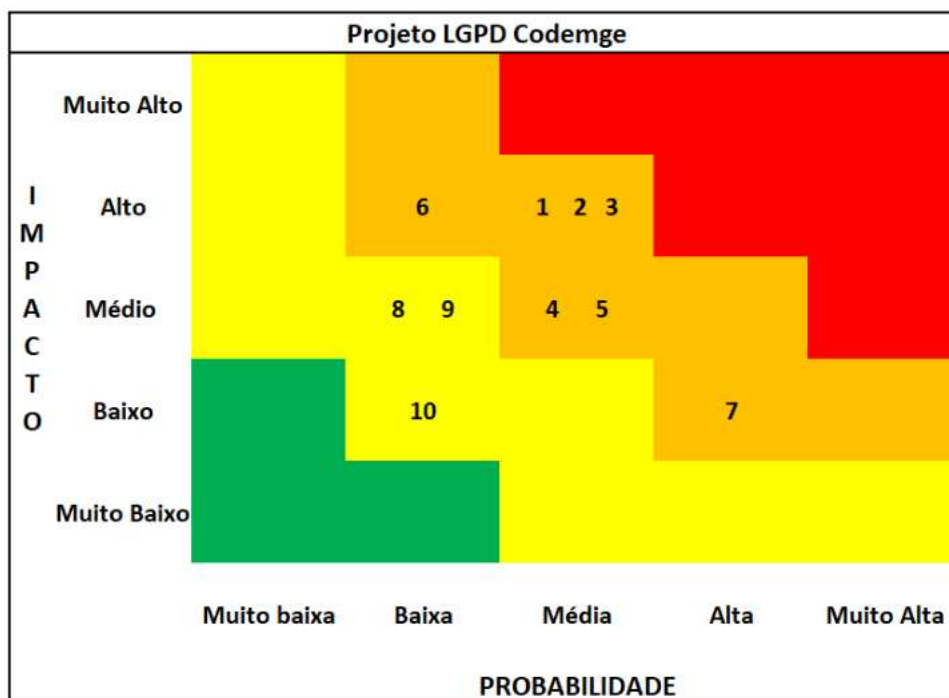 Projeto LGPD Codemge
IMPACTO
Muito Alto
Alto 6 1 2 3
Médio 8 9 4 5
Baixo 10 7
Muito Baixo
Muito baixa Baixa Média Alta Muito Alta
PROBABILIDADE